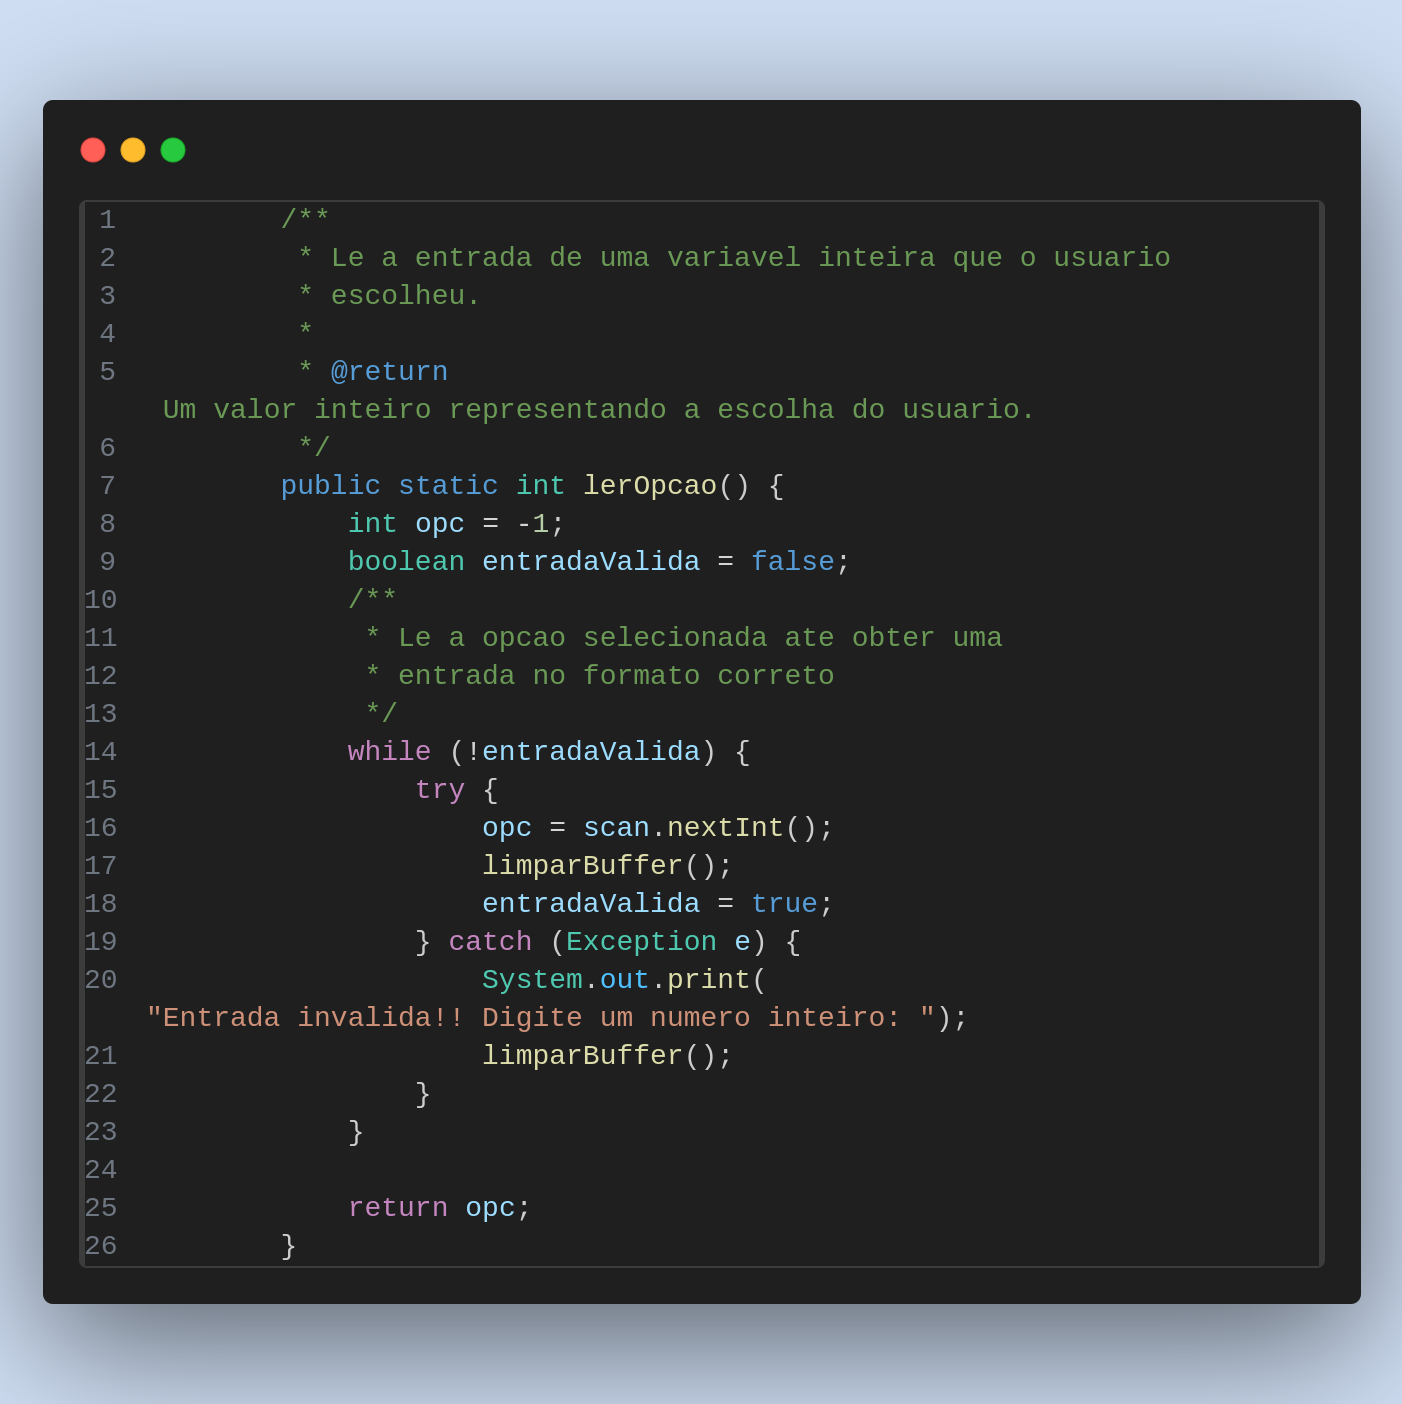 1 /**
2 * Le a entrada de uma variavel inteira que o usuario
3 * escolheu.
4 *
5 * @return
Um valor inteiro representando a escolha do usuario.
6 */
7 public static int lerOpcao() {
8 int opc = -1;
9 boolean entradaValida = false;
10 /**
11 * Le a opcao selecionada ate obter uma
12 * entrada no formato correto
13 */
14 while (!entradaValida) {
15 try {
16 opc = scan.nextInt();
17 limparBuffer();
18 entradaValida = true;
19 } catch (Exception e) {
20 System.out.print(
"Entrada invalida!! Digite um numero inteiro: ");
21 limparBuffer();
22 }
23 }
24
25 return opc;
26 }